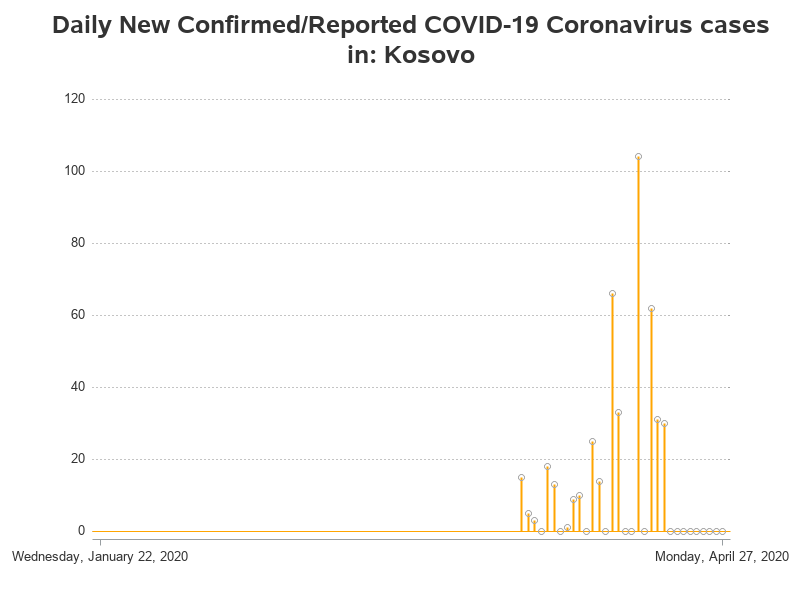 Daily New Confirmed/Reported COVID-19 Coronavirus cases
in: Kosovo
120
100
80
60
40
20
0
Wednesday, January 22, 2020
Monday, April 27, 2020